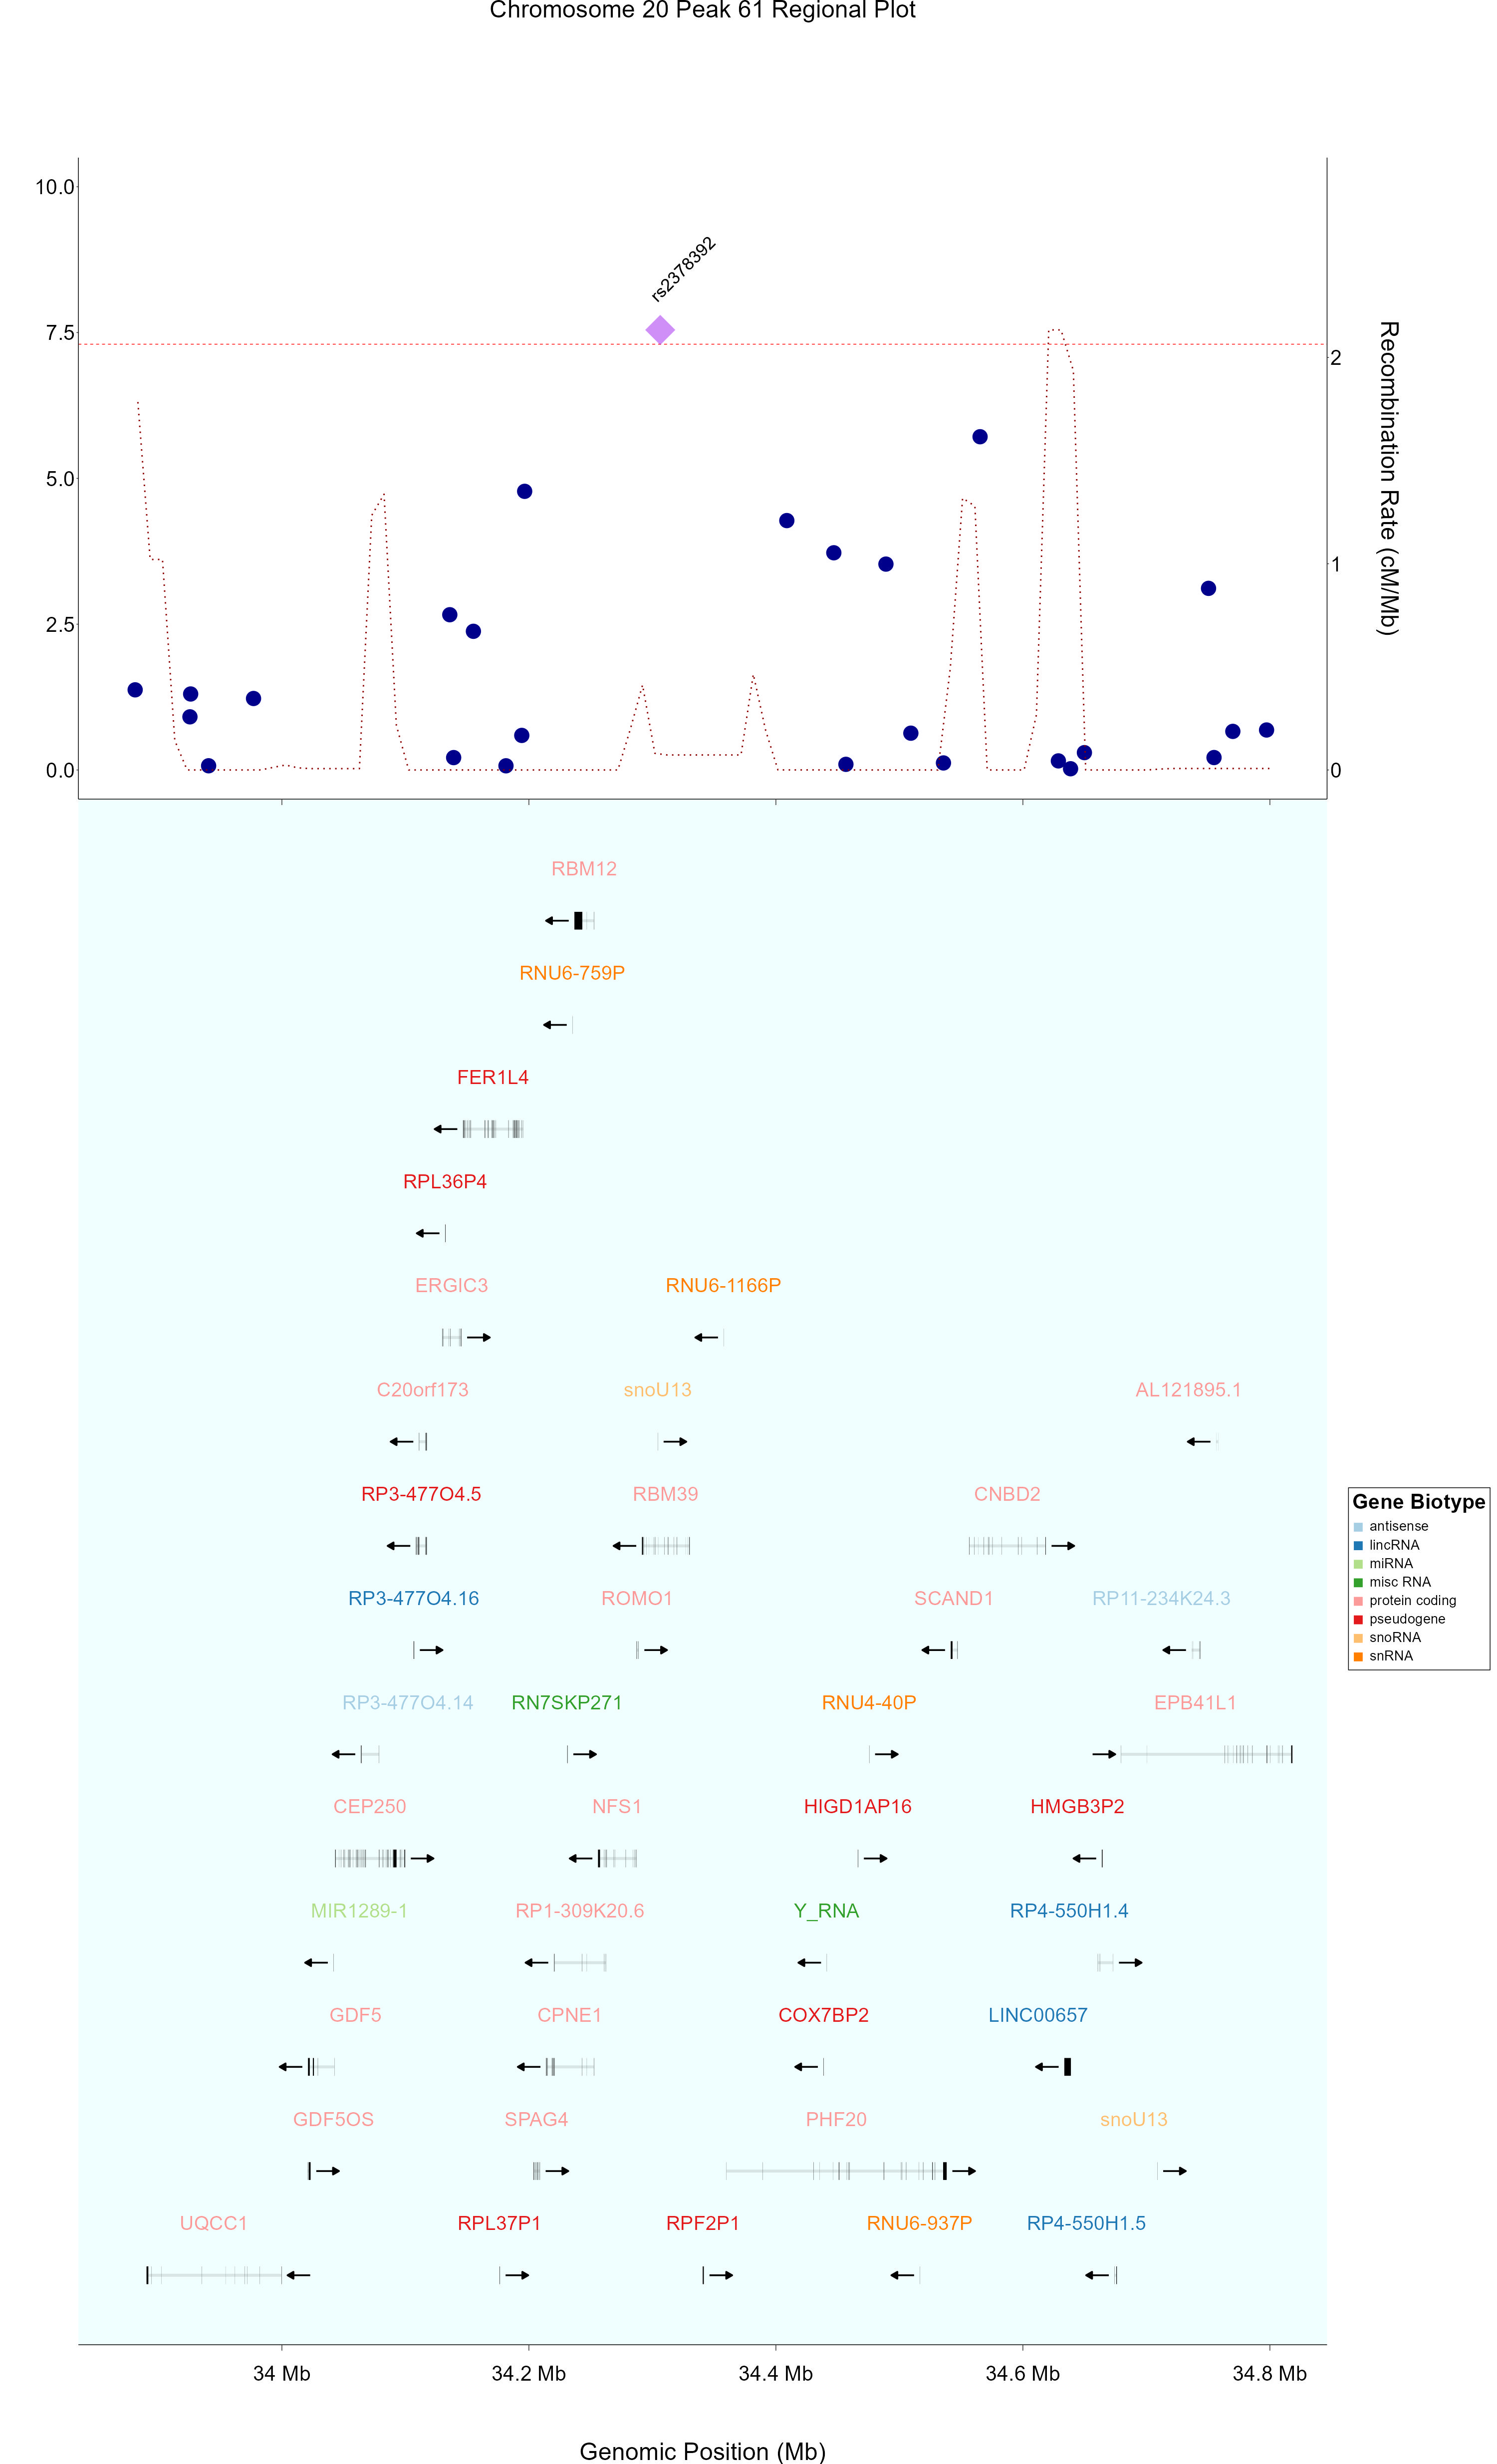 Chromosome 20 Peak 61 Regional Plot
10.0
7.5
5.0
2.5
0.0
rs2378392
2
1
0
Recombination Rate (cM/Mb)
RBM12
RNU6-759P
FER1L4
RPL36P4
ERGIC3 RNU6-1166P
C20orf173 snoU13 AL121895.1
RP3-477O4.5 RBM39 CNBD2
RP3-477O4.16 ROMO1 SCAND1 RP11-234K24.3
RP3-477O4.14 RN7SKP271 RNU4-40P EPB41L1
CEP250 NFS1 HIGD1AP16 HMGB3P2
MIR1289-1 RP1-309K20.6 Y_RNA RP4-550H1.4
GDF5 CPNE1 COX7BP2 LINC00657
GDF5OS SPAG4 PHF20 snoU13
UQCC1 RPL37P1 RPF2P1 RNU6-937P RP4-550H1.5
Gene Biotype
antisense
lincRNA
miRNA
misc RNA
protein coding
pseudogene
snoRNA
snRNA
34 Mb 34.2 Mb 34.4 Mb 34.6 Mb 34.8 Mb
Genomic Position (Mb)